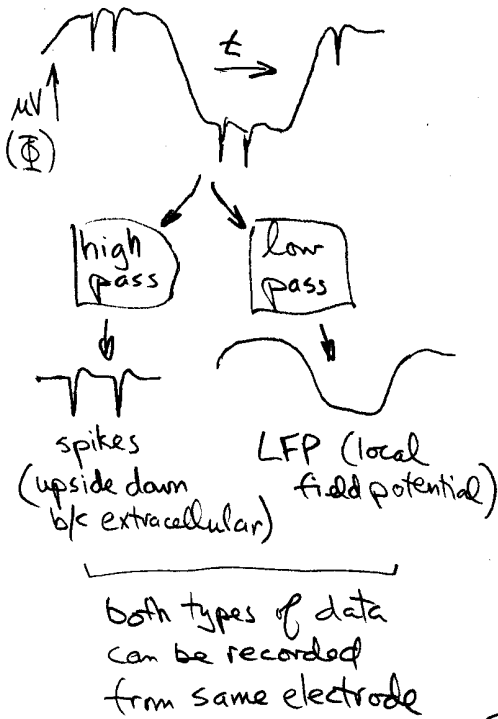 t
μV
(Φ)
high
pass
low
pass
spikes
(upside down
b/c extracellular)
LFP (local
field potential)
both types of data
can be recorded
from same electrode